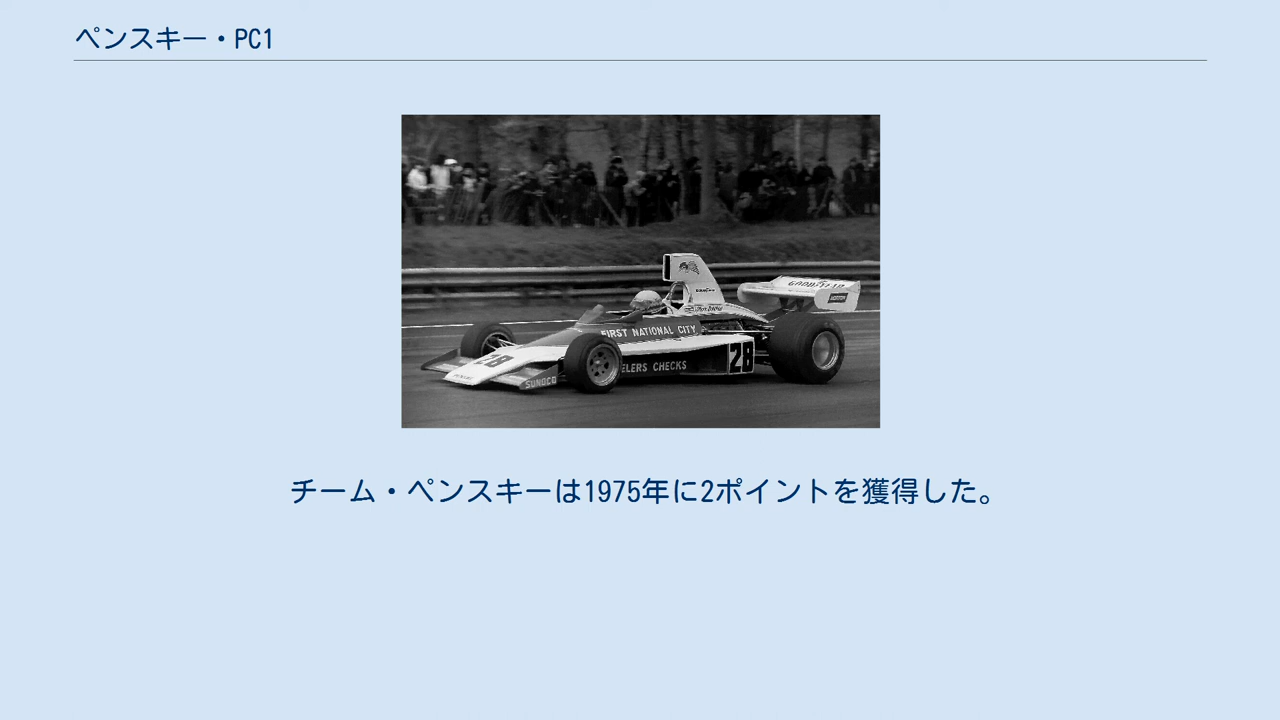 ペンスキー・PC1
GOODYEAR
FIRST NATIONAL CITY
ELERS CHECKS
28
28
SUNOCO
チーム・ペンスキーは1975年に2ポイントを獲得した。